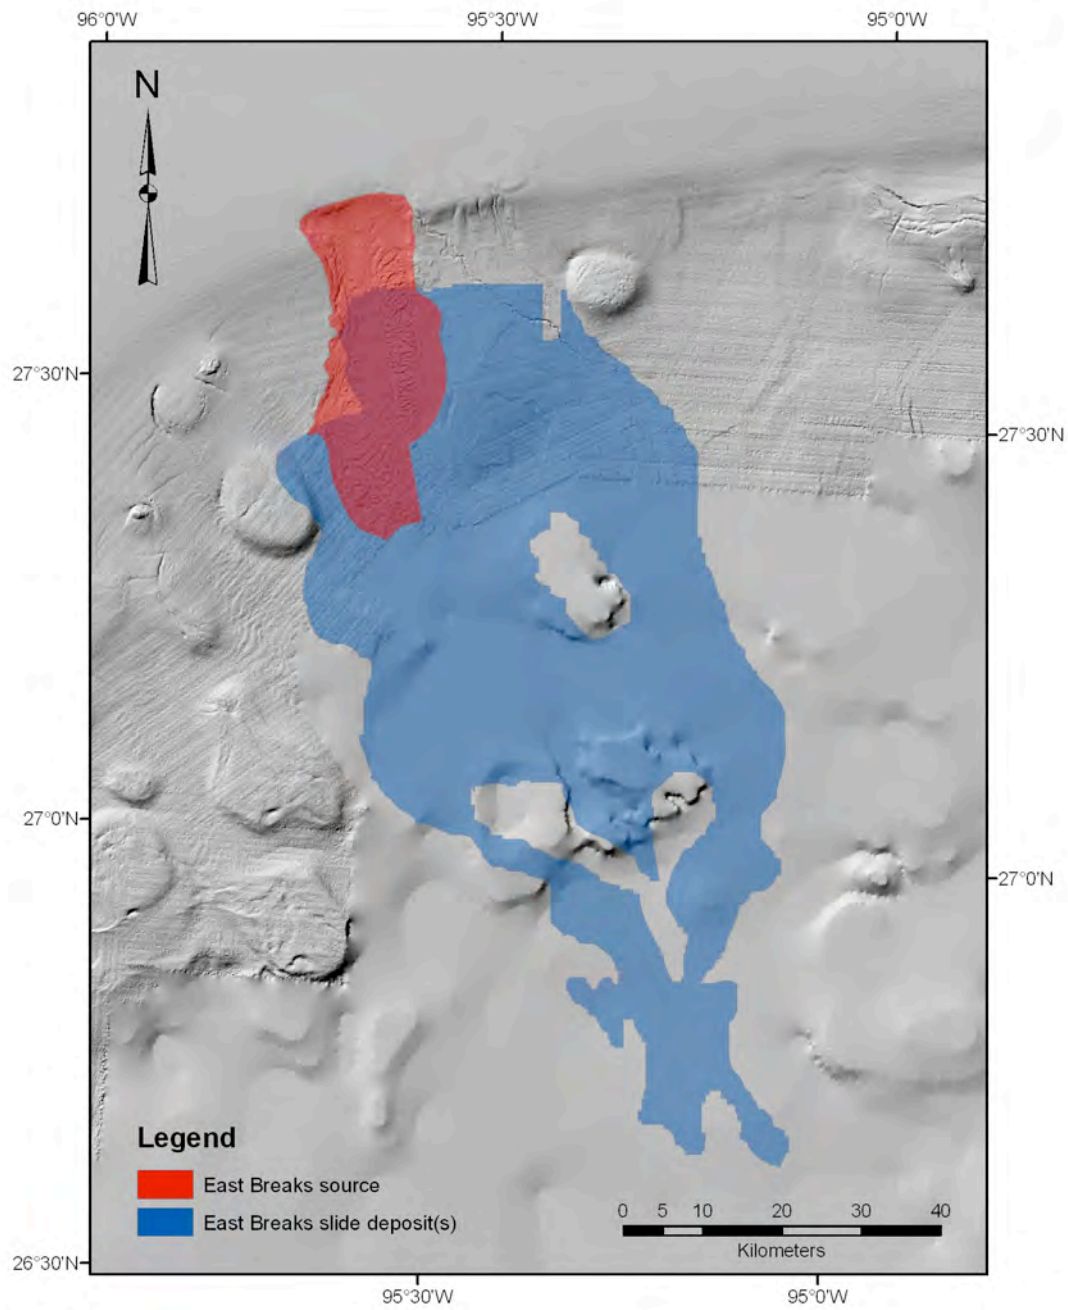 96°0'W 95°30'W 95°0'W
N
27°30'N
27°30'N
27°0'N
27°0'N
Legend
East Breaks source
East Breaks slide deposit(s)
0 5 10 20 30 40
Kilometers
26°30'N
95°30'W 95°0'W